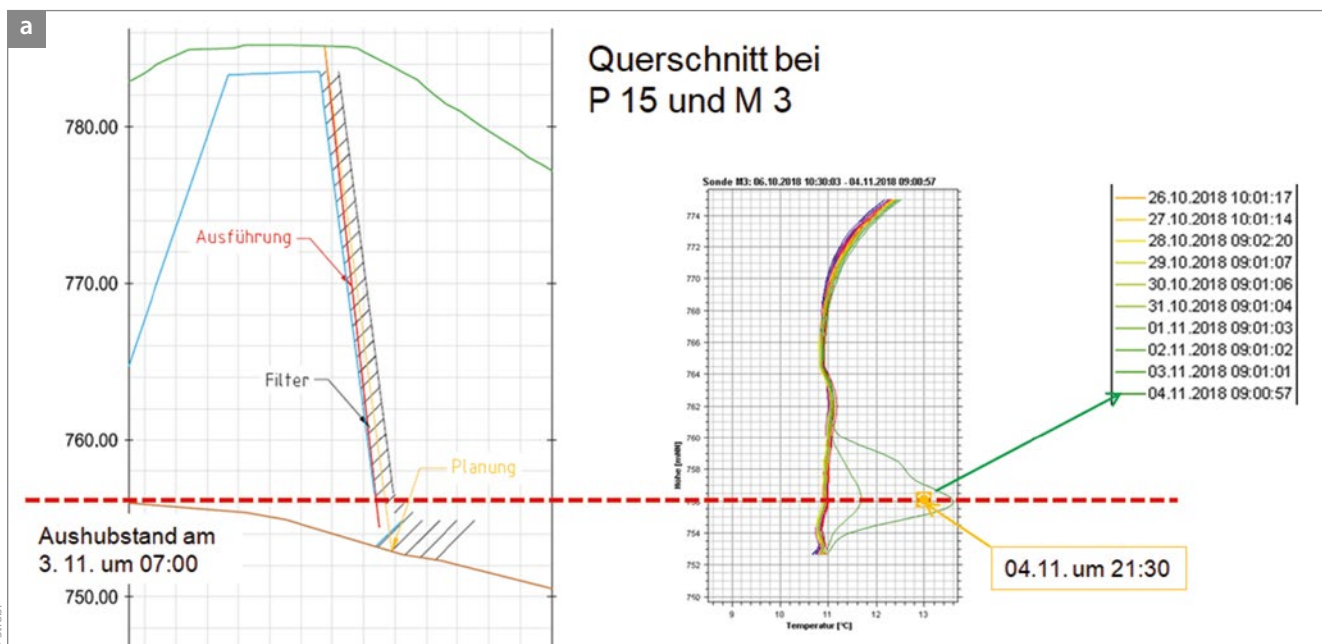 a
Querschnitt bei
P 15 und M 3
780.00
770.00
760.00
750.00
Ausführung
Filter
Planung
Aushubstand am
3. 11. um 07:00
Sonde M3: 06.10.2018 10:30:03 - 04.11.2018 09:00:57
774
772
770
768
766
764
762
760
758
756
754
752
750
Höhe [mNN]
9 10 11 12 13
Temperatur [°C]
26.10.2018 10:01:17
27.10.2018 10:01:14
28.10.2018 09:02:20
29.10.2018 09:01:07
30.10.2018 09:01:06
31.10.2018 09:01:04
01.11.2018 09:01:03
02.11.2018 09:01:02
03.11.2018 09:01:01
04.11.2018 09:00:57
04.11. um 21:30